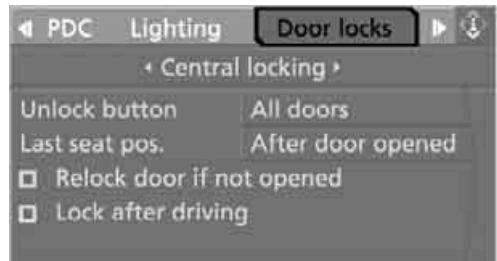 PDC Lighting Door locks
Central locking
Unlock button All doors
Last seat pos. After door opened
Relock door if not opened
Lock after driving